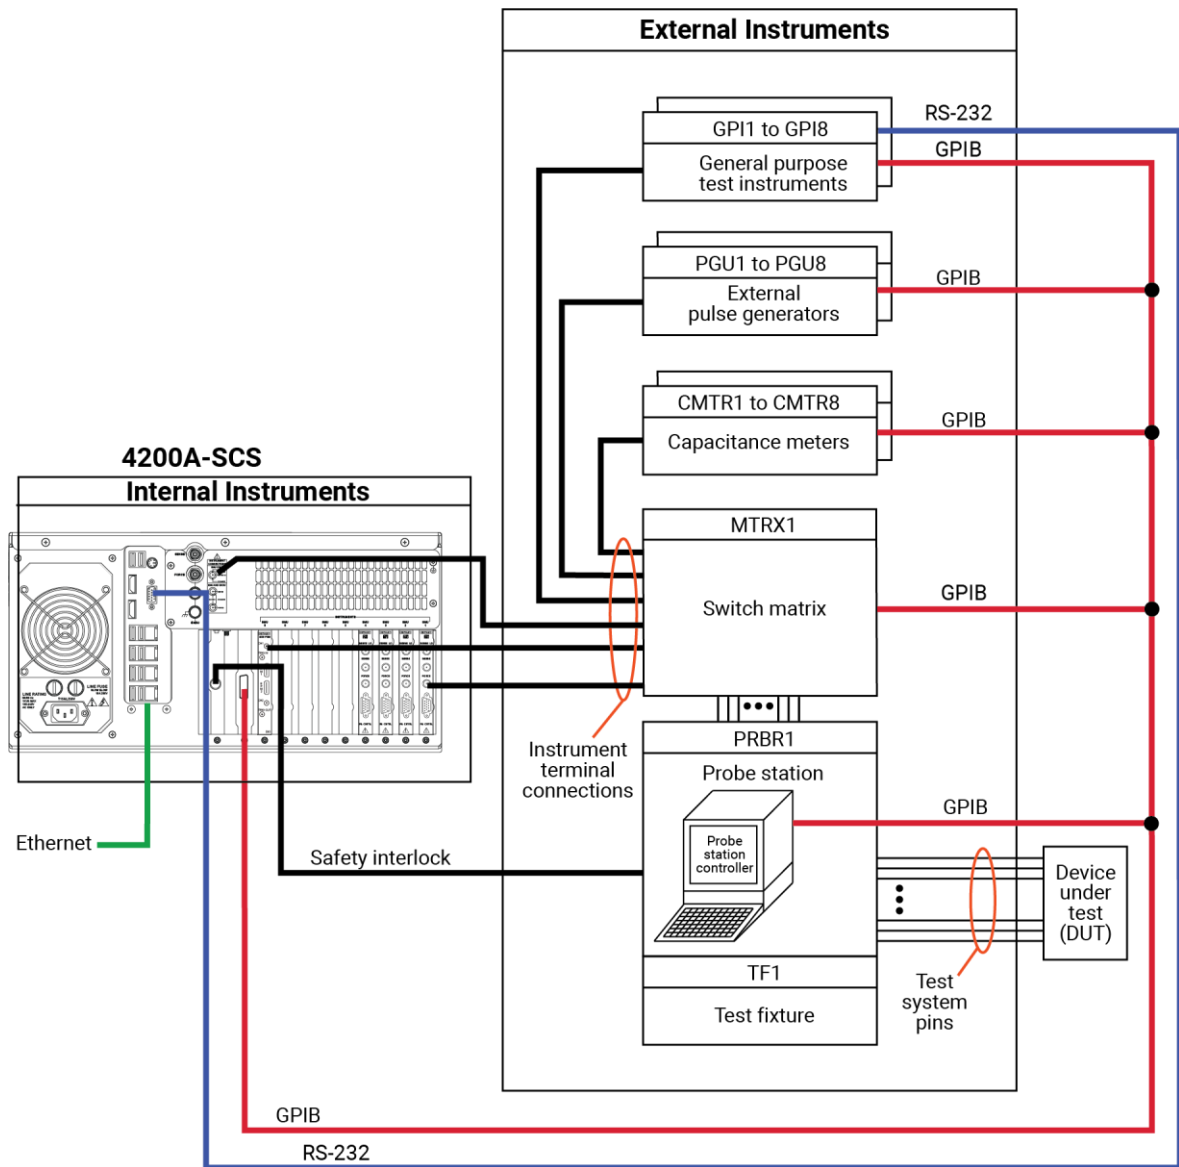 External Instruments
RS-232
GPI1 to GPI8
GPIB
General purpose
test instruments
PGU1 to PGU8
GPIB
External
pulse generators
CMTR1 to CMTR8
GPIB
Capacitance meters
4200A-SCS
Internal Instruments
MTRX1
GPIB
Switch matrix
Instrument
terminal
connections
PRBR1
Probe station
GPIB
Probe
station
controller
Ethernet
Safety interlock
Device
under
test
(DUT)
TF1
Test fixture
Test
system
pins
GPIB
RS-232